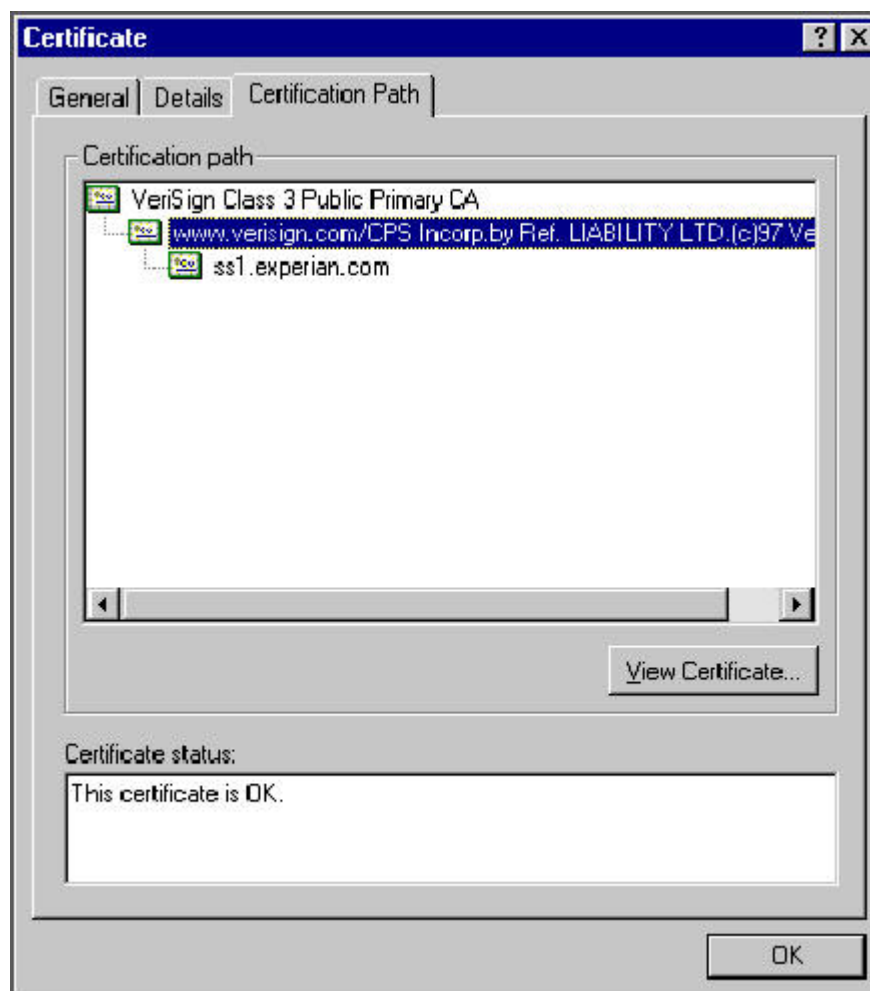 Certificate
General Details Certification Path
Certification path
VeriSign Class 3 Public Primary CA
www.verisign.com/CPS Incorp.by Ref. LIABILITY LTD.(c)97 Ve
ss1.experian.com
View Certificate...
Certificate status:
This certificate is OK.
OK